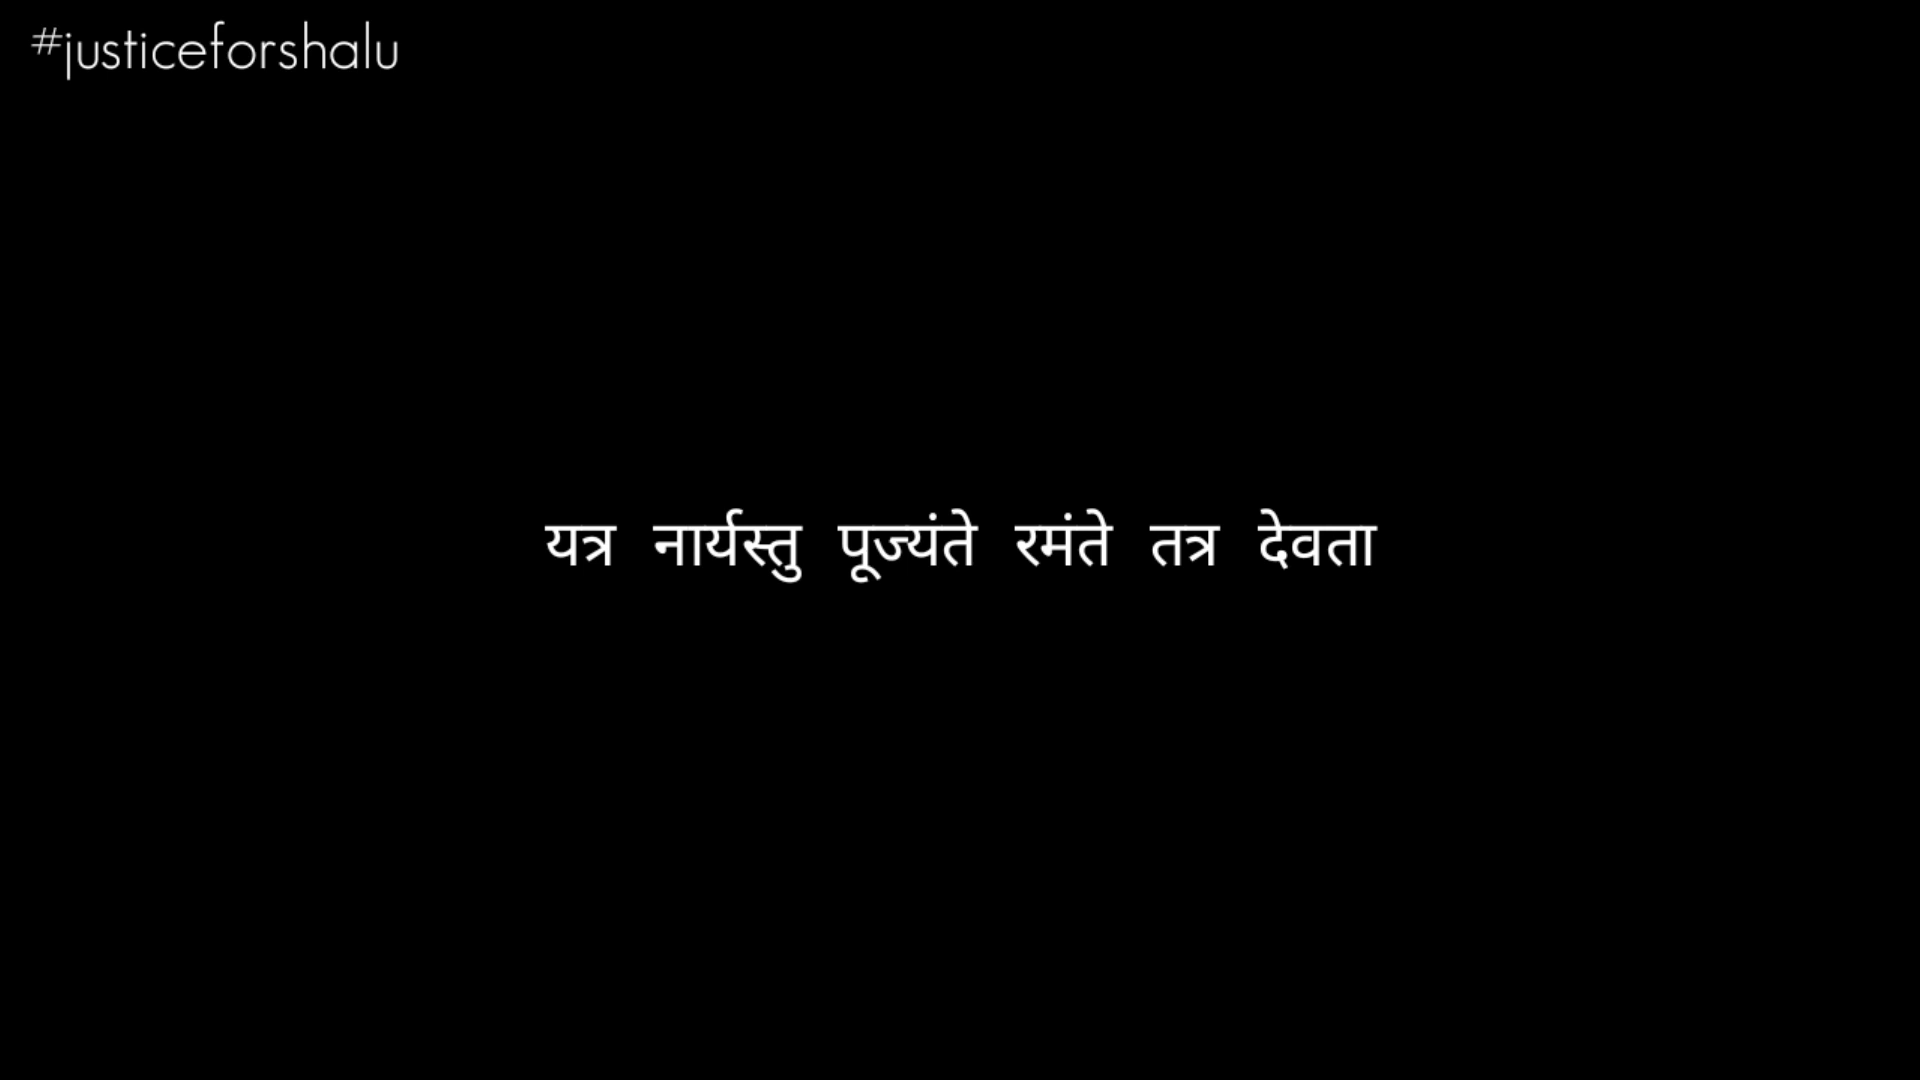 #justiceforshalu
यत्र नार्यस्तु पूज्यंते रमंते तत्र देवता